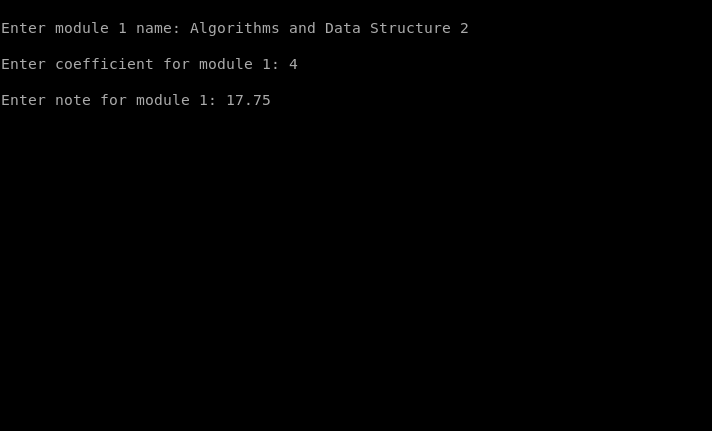 Enter module 1 name: Algorithms and Data Structure 2
Enter coefficient for module 1: 4
Enter note for module 1: 17.75